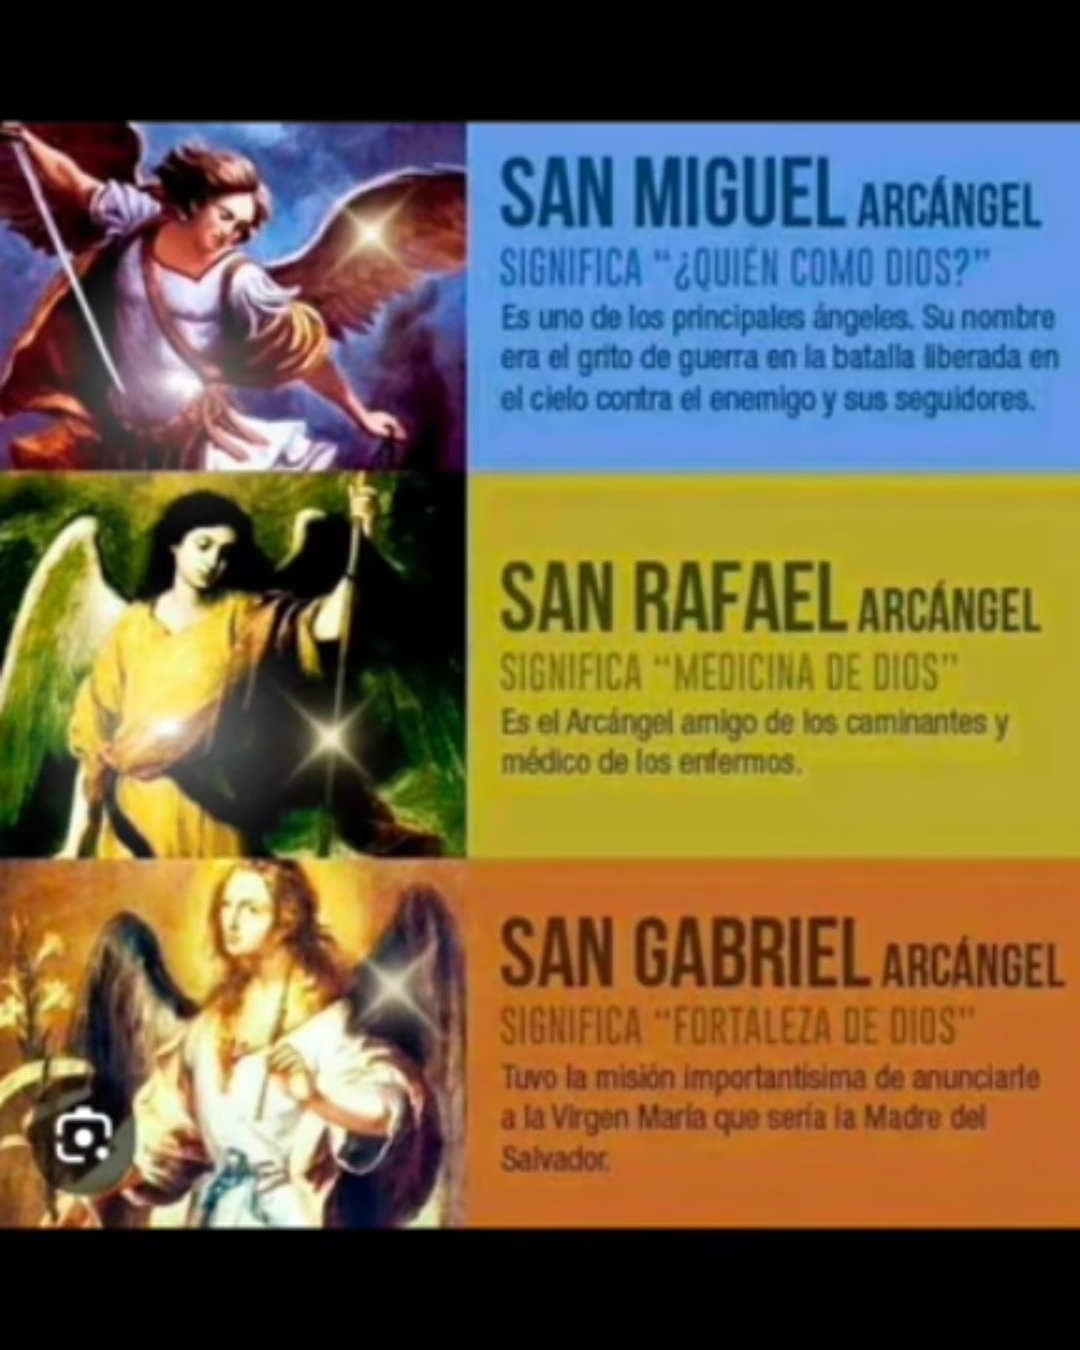 SAN MIGUEL ARCÁNGEL
SIGNIFICA “¿QUIÉN COMO DIOS?”
Es uno de los principales ángeles. Su nombre
era el grito de guerra en la batalla liberada en
el cielo contra el enemigo y sus seguidores.
SAN RAFAEL ARCÁNGEL
SIGNIFICA “MEDICINA DE DIOS”
Es el Arcángel amigo de los caminantes y
médico de los enfermos.
SAN GABRIEL ARCÁNGEL
SIGNIFICA “FORTALEZA DE DIOS”
Tuvo la misión importantísima de anunciarle
a la Virgen María que sería la Madre del
Salvador.